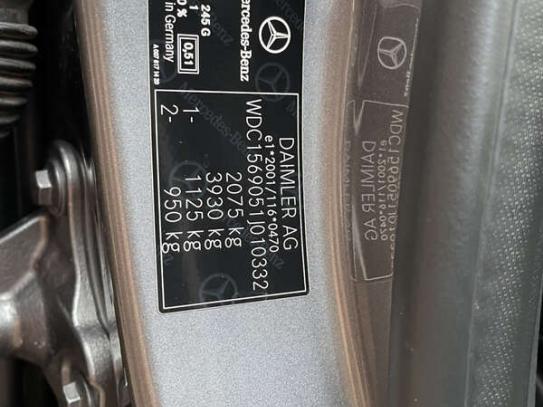 245 G
Mercedes-Benz
0,51
in Germany
DAIMLER AG
e1*2001/116*0470
WDC1569051J010332
2075 kg
3930 kg
1- 1125 kg
2- 950 kg